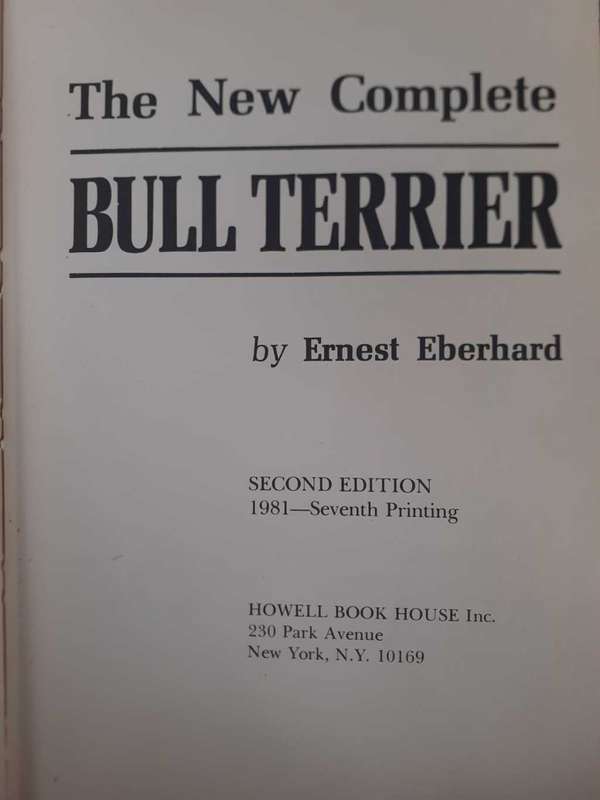 The New Complete
BULL TERRIER
by Ernest Eberhard
SECOND EDITION
1981—Seventh Printing
HOWELL BOOK HOUSE Inc.
230 Park Avenue
New York, N.Y. 10169